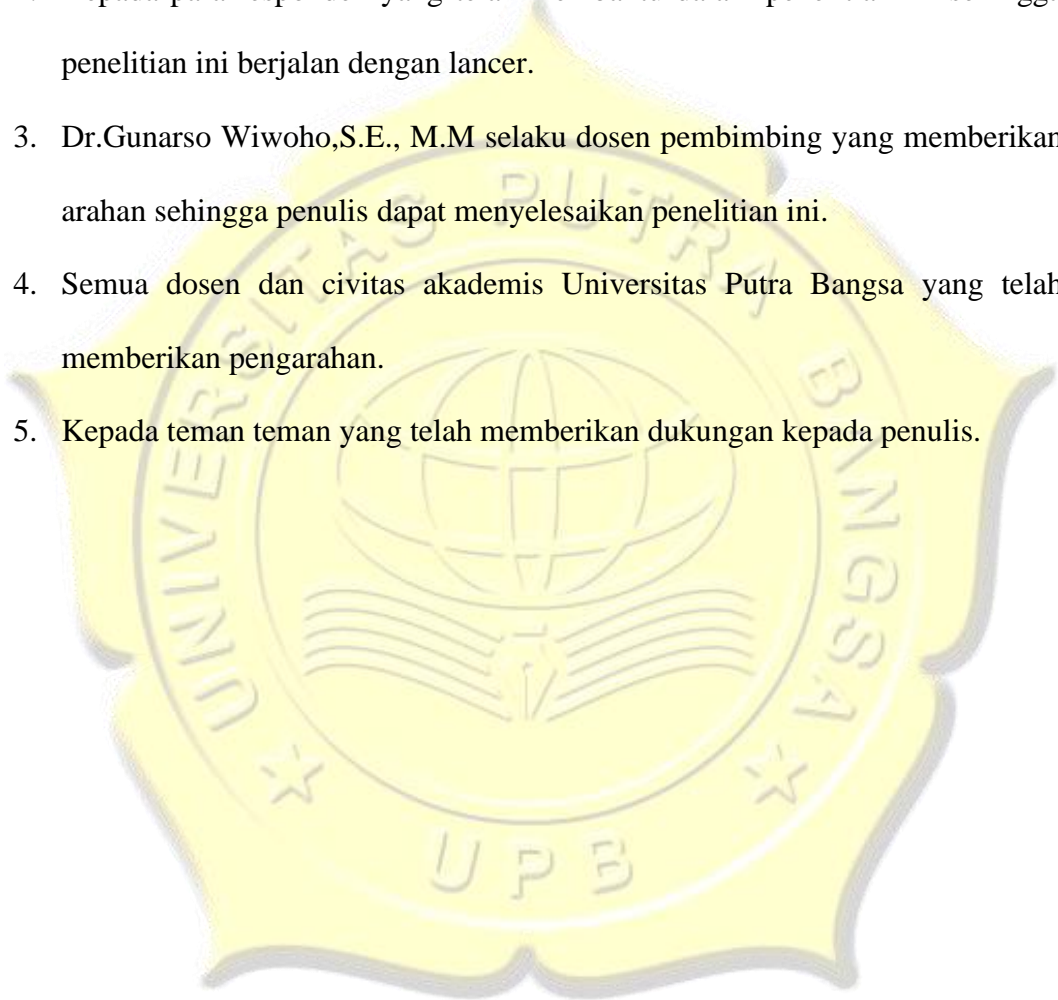 penelitian ini berjalan dengan lancer.
3. Dr.Gunarso Wiwoho,S.E., M.M selaku dosen pembimbing yang memberikan
arahan sehingga penulis dapat menyelesaikan penelitian ini.
4. Semua dosen dan civitas akademis Universitas Putra Bangsa yang telah
memberikan pengarahan.
5. Kepada teman teman yang telah memberikan dukungan kepada penulis.
UNIVERSITAS PUTRA BANGSA
UPB